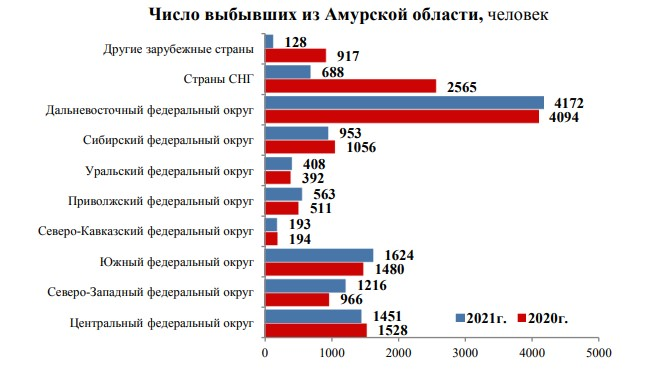 Число выбывших из Амурской области, человек
Другие зарубежные страны
128
917
Страны СНГ
688
2565
Дальневосточный федеральный округ
4172
4094
Сибирский федеральный округ
953
1056
Уральский федеральный округ
408
392
Приволжский федеральный округ
563
511
Северо-Кавказский федеральный округ
193
194
Южный федеральный округ
1624
1480
Северо-Западный федеральный округ
1216
966
Центральный федеральный округ
1451
1528
2021г. 2020г.
0 1000 2000 3000 4000 5000